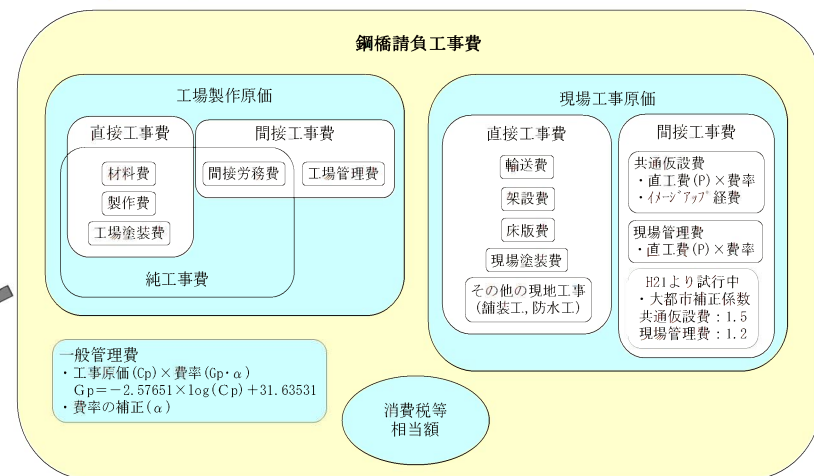 鋼橋請負工事費
工場製作原価
直接工事費
間接工事費
材料費
間接労務費
工場管理費
製作費
工場塗装費
純工事費
現場工事原価
直接工事費
輸送費
架設費
床版費
現場塗装費
その他の現地工事
(舗装工,防水工)
間接工事費
共通仮設費
・直工費(P)×費率
・ｲﾒｰｼﾞｱｯﾌﾟ経費
現場管理費
・直工費(P)×費率
H21より試行中
・大都市補正係数
共通仮設費：1.5
現場管理費：1.2
一般管理費
・工事原価(Cp)×費率(Gp・α)
Gp＝－2.57651×log(Cp)＋31.63531
・費率の補正(α)
消費税等
相当額